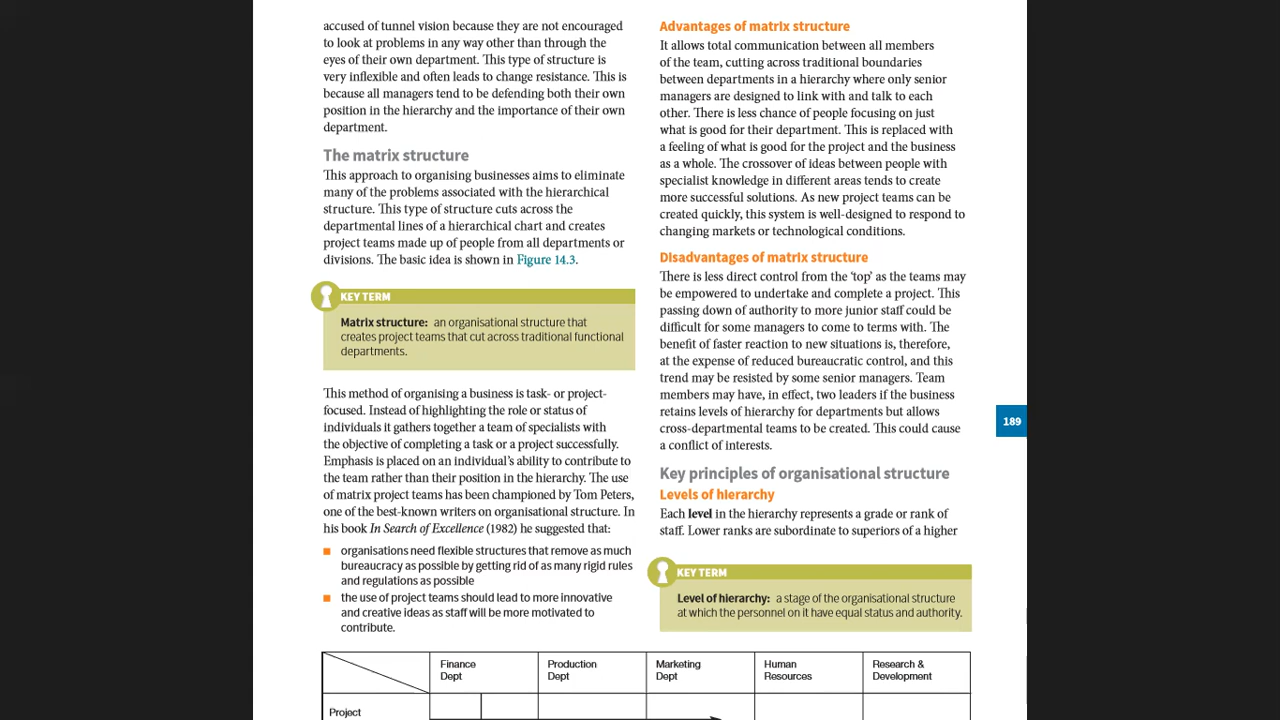 accused of tunnel vision because they are not encouraged
to look at problems in any way other than through the
eyes of their own department. This type of structure is
very inflexible and often leads to change resistance. This is
because all managers tend to be defending both their own
position in the hierarchy and the importance of their own
department.
The matrix structure
This approach to organising businesses aims to eliminate
many of the problems associated with the hierarchical
structure. This type of structure cuts across the
departmental lines of a hierarchical chart and creates
project teams made up of people from all departments or
divisions. The basic idea is shown in Figure 14.3.
KEY TERM
Matrix structure: an organisational structure that
creates project teams that cut across traditional functional
departments.
This method of organising a business is task- or project-
focused. Instead of highlighting the role or status of
individuals it gathers together a team of specialists with
the objective of completing a task or a project successfully.
Emphasis is placed on an individual's ability to contribute to
the team rather than their position in the hierarchy. The use
of matrix project teams has been championed by Tom Peters,
one of the best-known writers on organisational structure. In
his book In Search of Excellence (1982) he suggested that:
■ organisations need flexible structures that remove as much
bureaucracy as possible by getting rid of as many rigid rules
and regulations as possible
■ the use of project teams should lead to more innovative
and creative ideas as staff will be more motivated to
contribute.
Advantages of matrix structure
It allows total communication between all members
of the team, cutting across traditional boundaries
between departments in a hierarchy where only senior
managers are designed to link with and talk to each
other. There is less chance of people focusing on just
what is good for their department. This is replaced with
a feeling of what is good for the project and the business
as a whole. The crossover of ideas between people with
specialist knowledge in different areas tends to create
more successful solutions. As new project teams can be
created quickly, this system is well-designed to respond to
changing markets or technological conditions.
Disadvantages of matrix structure
There is less direct control from the 'top' as the teams may
be empowered to undertake and complete a project. This
passing down of authority to more junior staff could be
difficult for some managers to come to terms with. The
benefit of faster reaction to new situations is, therefore,
at the expense of reduced bureaucratic control, and this
trend may be resisted by some senior managers. Team
members may have, in effect, two leaders if the business
retains levels of hierarchy for departments but allows
cross-departmental teams to be created. This could cause
a conflict of interests.
Key principles of organisational structure
Levels of hierarchy
Each level in the hierarchy represents a grade or rank of
staff. Lower ranks are subordinate to superiors of a higher
KEY TERM
Level of hierarchy: a stage of the organisational structure
at which the personnel on it have equal status and authority.
189
Finance
Dept
Production
Dept
Marketing
Dept
Human
Resources
Research &
Development
Project